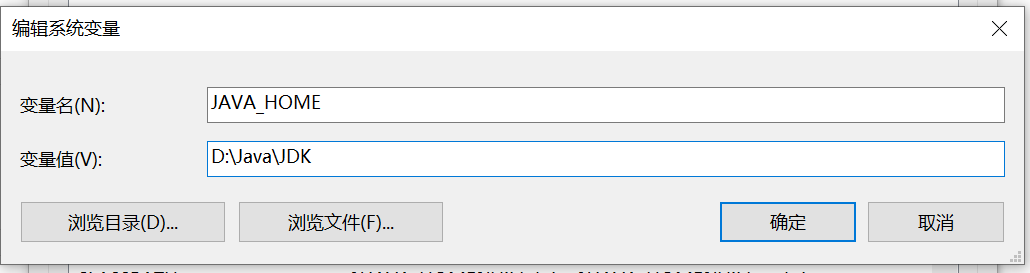 编辑系统变量
变量名(N):
JAVA_HOME
变量值(V):
D:\Java\JDK
浏览目录(D)...
浏览文件(F)...
确定
取消